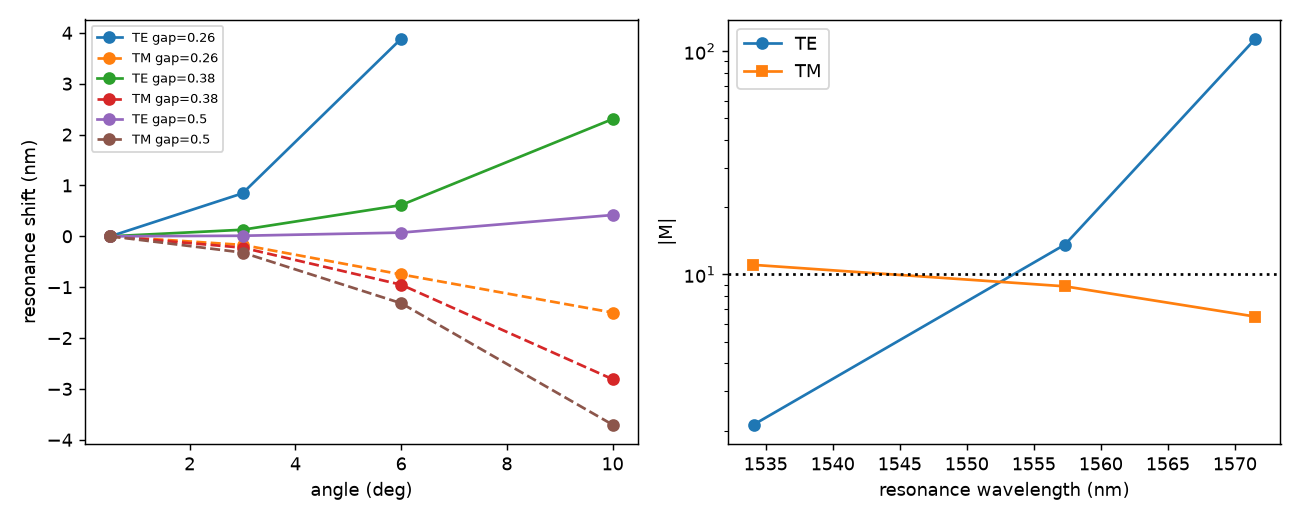 4
3
2
1
0
−1
−2
−3
−4
resonance shift (nm)
TE gap=0.26
TM gap=0.26
TE gap=0.38
TM gap=0.38
TE gap=0.5
TM gap=0.5
2
4
6
8
10
angle (deg)
10²
10¹
|M|
TE
TM
1535
1540
1545
1550
1555
1560
1565
1570
resonance wavelength (nm)